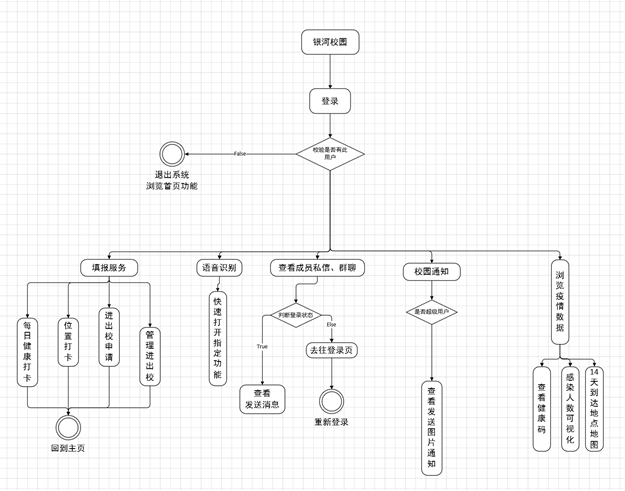 银河校园
登录
校验是否有此
用户
False
退出系统
浏览首页功能
填报服务
语音识别
查看成员私信、群聊
校园通知
浏览疫情数据
每日健康打卡
位置打卡
进出校申请
管理进出校
快速打开指定功能
判断登录状态
是否超级用户
True
Else
去往登录页
查看
发送消息
重新登录
查看发送图片通知
查看健康码
感染人数可视化
14天到达地点地图
回到主页